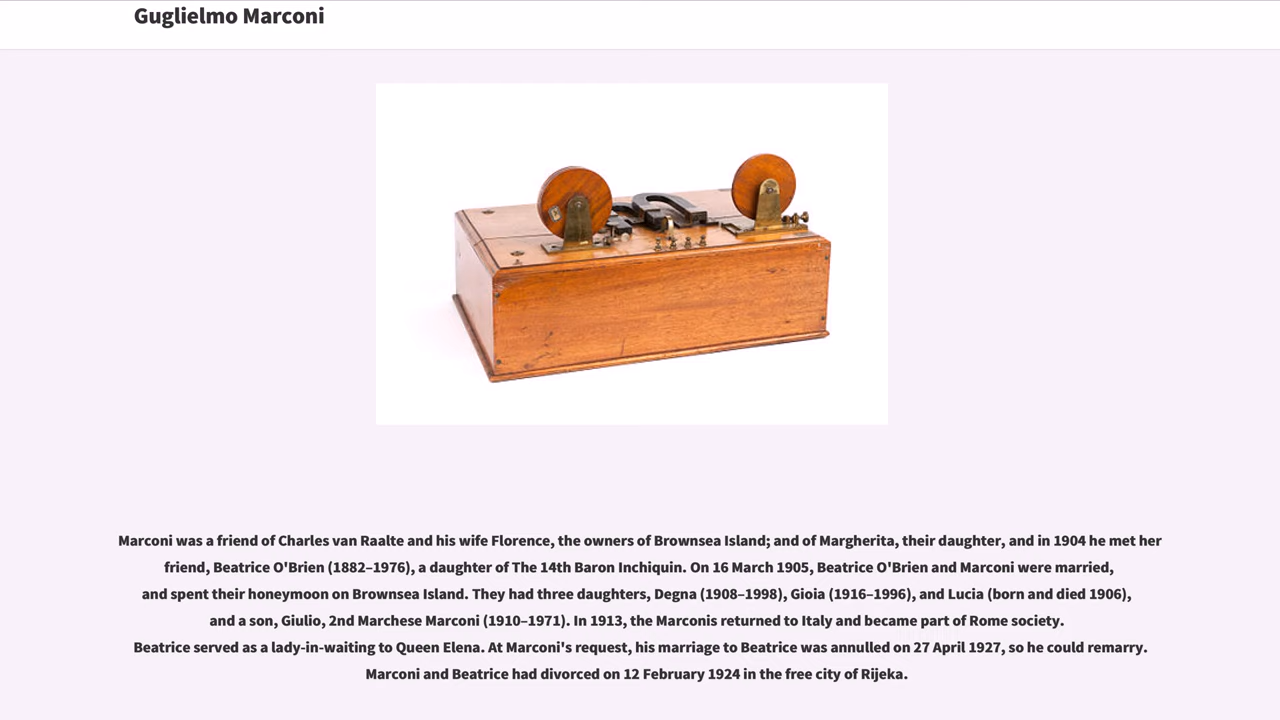 Guglielmo Marconi
Marconi was a friend of Charles van Raalte and his wife Florence, the owners of Brownsea Island; and of Margherita, their daughter, and in 1904 he met her
friend, Beatrice O'Brien (1882–1976), a daughter of The 14th Baron Inchiquin. On 16 March 1905, Beatrice O'Brien and Marconi were married,
and spent their honeymoon on Brownsea Island. They had three daughters, Degna (1908–1998), Gioia (1916–1996), and Lucia (born and died 1906),
and a son, Giulio, 2nd Marchese Marconi (1910–1971). In 1913, the Marconis returned to Italy and became part of Rome society.
Beatrice served as a lady-in-waiting to Queen Elena. At Marconi's request, his marriage to Beatrice was annulled on 27 April 1927, so he could remarry.
Marconi and Beatrice had divorced on 12 February 1924 in the free city of Rijeka.